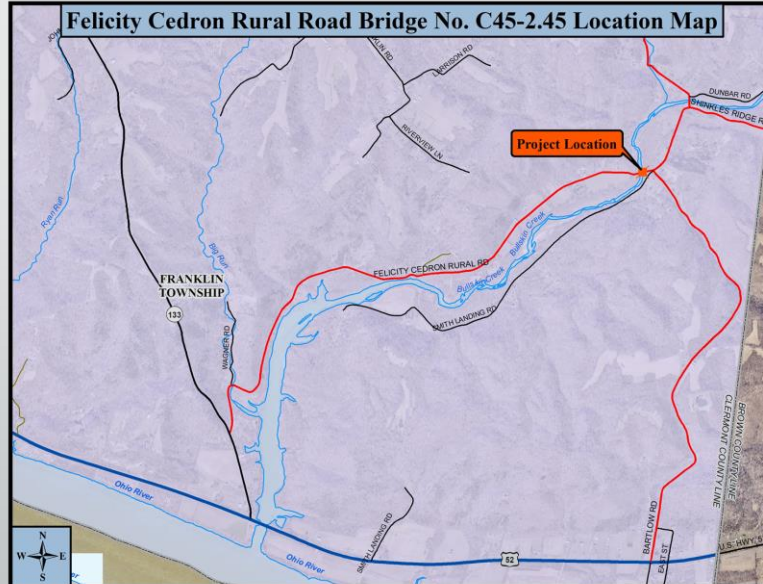 Felicity Cedron Rural Road Bridge No. C45-2.45 Location Map
LARRISON RD
DUNBAR RD
SHINKLES RIDGE R
RIVERVIEW LN
Project Location
Ryan Run
Big Run
Bullskin Creek
FELICITY CEDRON RURAL RD
Bullskin Creek
FRANKLIN
TOWNSHIP
133
WAGNER RD
SMITH LANDING RD
BROWN COUNTY LINE
CLERMONT COUNTY LINE
Ohio River
BARTLOW RD
EAST ST
SMITH LANDING RD
Ohio River
52
U.S. HWY
N
W E
S